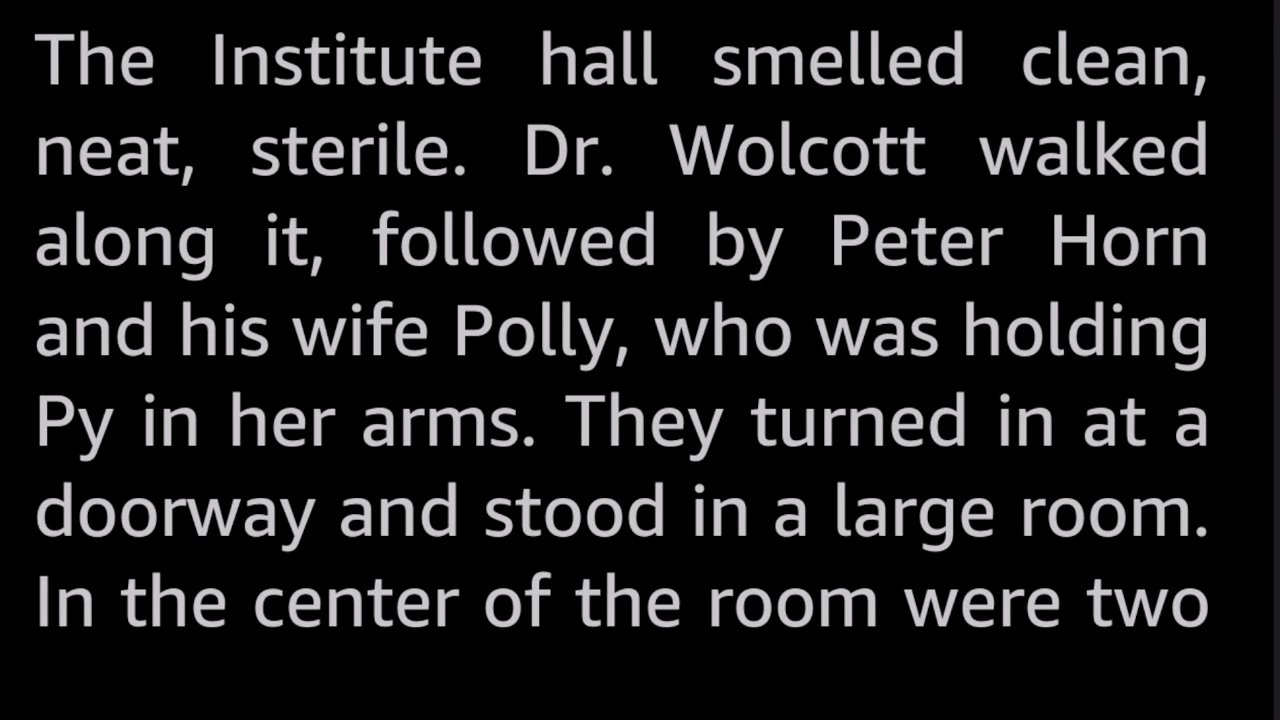 The Institute hall smelled clean,
neat, sterile. Dr. Wolcott walked
along it, followed by Peter Horn
and his wife Polly, who was holding
Py in her arms. They turned in at a
doorway and stood in a large room.
In the center of the room were two